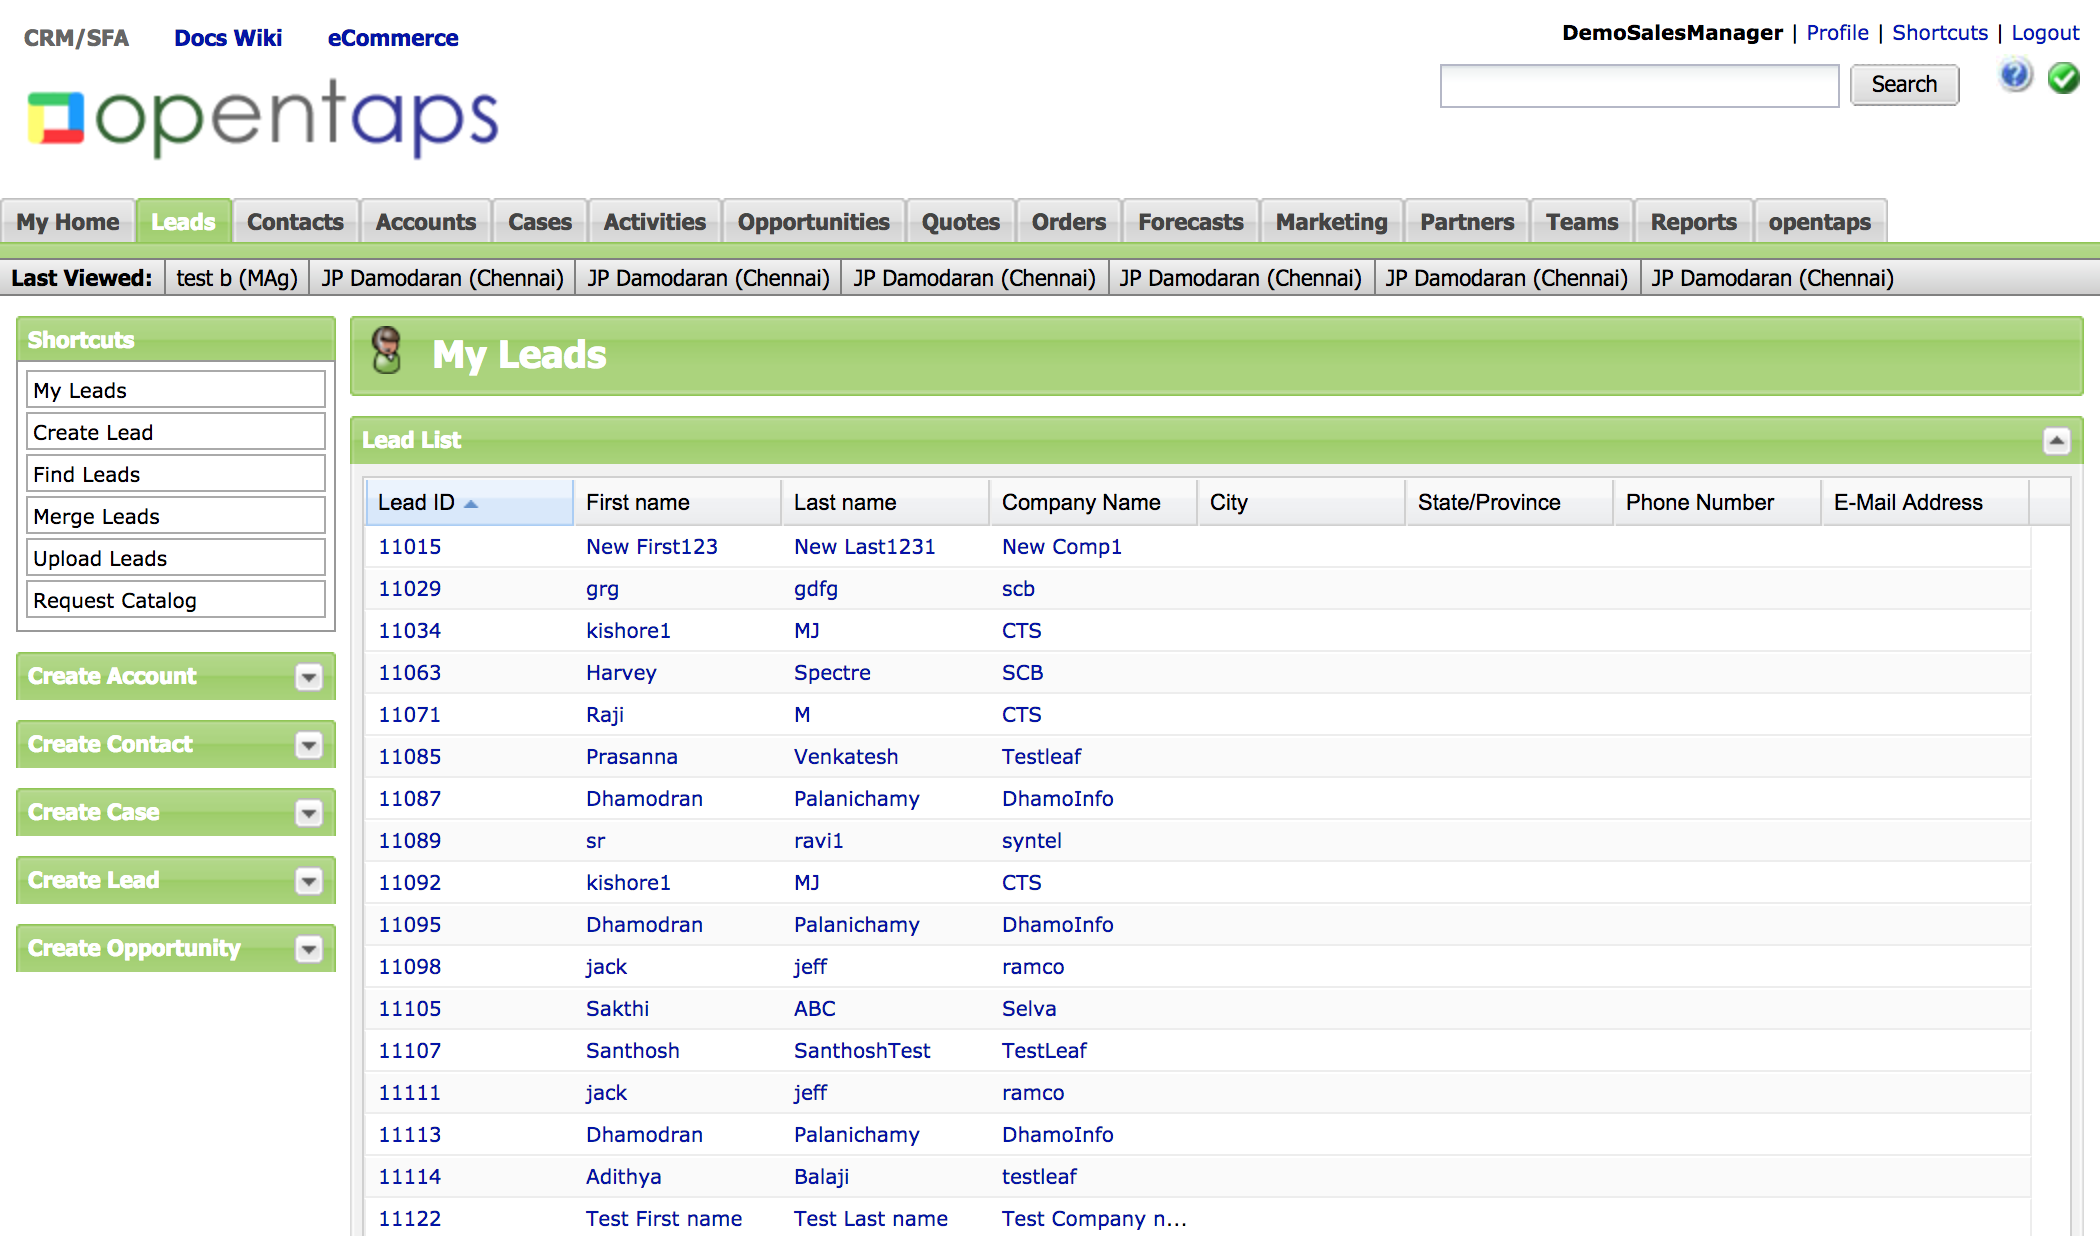 CRM/SFA Docs Wiki eCommerce
DemoSalesManager | Profile | Shortcuts | Logout
opentaps
Search
My Home Leads Contacts Accounts Cases Activities Opportunities Quotes Orders Forecasts Marketing Partners Teams Reports opentaps
Last Viewed: test b (MAg) JP Damodaran (Chennai) JP Damodaran (Chennai) JP Damodaran (Chennai) JP Damodaran (Chennai) JP Damodaran (Chennai) JP Damodaran (Chennai)
Shortcuts
My Leads
Create Lead
Find Leads
Merge Leads
Upload Leads
Request Catalog
Create Account
Create Contact
Create Case
Create Lead
Create Opportunity
My Leads
Lead List
Lead ID First name Last name Company Name City State/Province Phone Number E-Mail Address
11015 New First123 New Last1231 New Comp1
11029 grg gdfg scb
11034 kishore1 MJ CTS
11063 Harvey Spectre SCB
11071 Raji M CTS
11085 Prasanna Venkatesh Testleaf
11087 Dhamodran Palanichamy DhamoInfo
11089 sr ravi1 syntel
11092 kishore1 MJ CTS
11095 Dhamodran Palanichamy DhamoInfo
11098 jack jeff ramco
11105 Sakthi ABC Selva
11107 Santhosh SanthoshTest TestLeaf
11111 jack jeff ramco
11113 Dhamodran Palanichamy DhamoInfo
11114 Adithya Balaji testleaf
11122 Test First name Test Last name Test Company n...